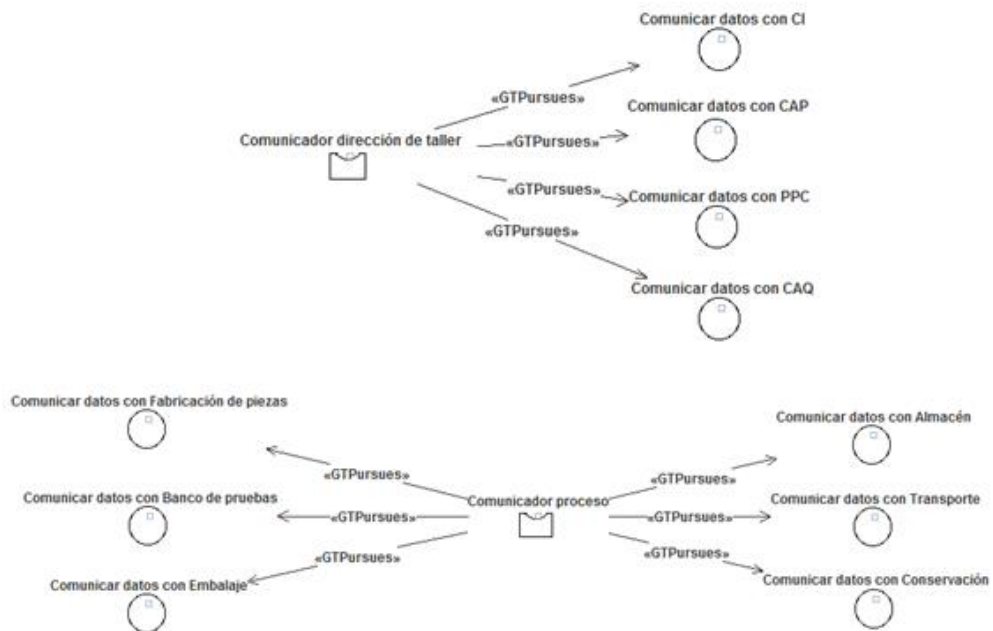 Comunicar datos con CI
«GTPursues»
Comunicar datos con CAP
Comunicador dirección de taller
«GTPursues»
«GTPursues»
Comunicar datos con PPC
«GTPursues»
Comunicar datos con CAQ
Comunicar datos con Fabricación de piezas
Comunicar datos con Almacén
«GTPursues»
«GTPursues»
Comunicar datos con Banco de pruebas
Comunicador proceso
Comunicar datos con Transporte
«GTPursues»
«GTPursues»
«GTPursues»
«GTPursues»
Comunicar datos con Embalaje
Comunicar datos con Conservación